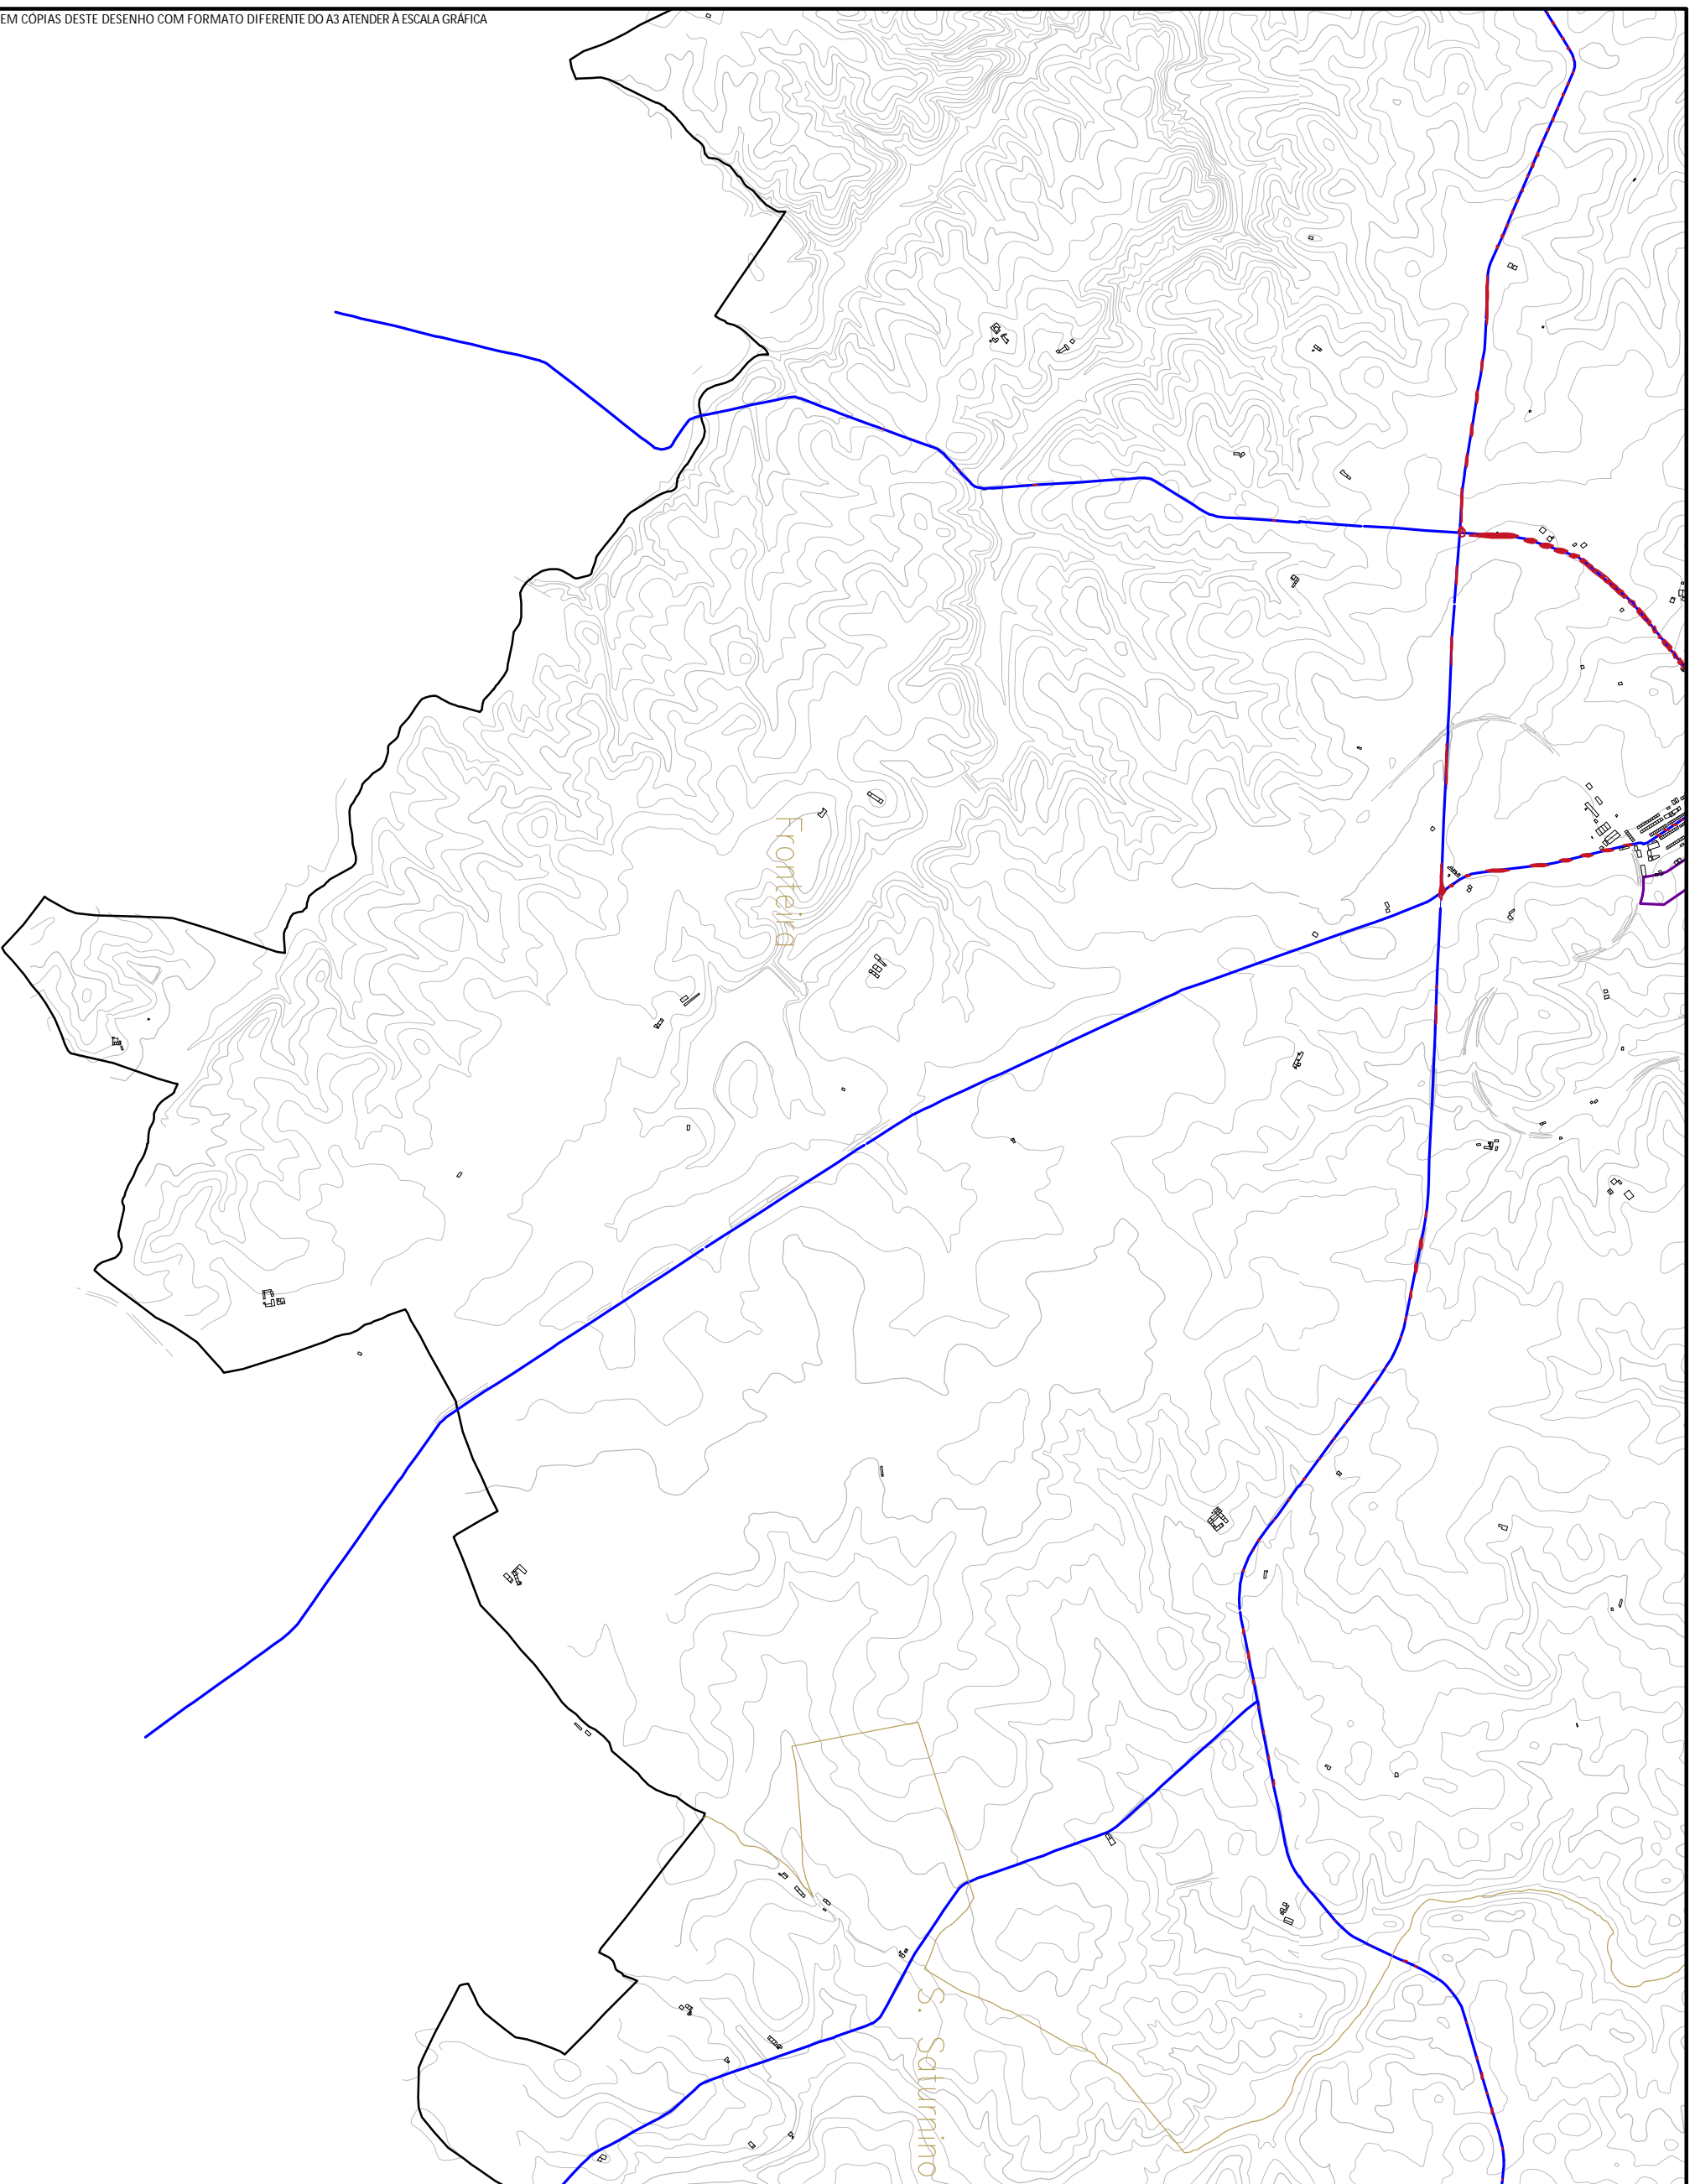 EM CÓPIAS DESTE DESENHO COM FORMATO DIFERENTE DO A3 ATENDER À ESCALA GRÁFICA
Fronteira
S. Saturnino